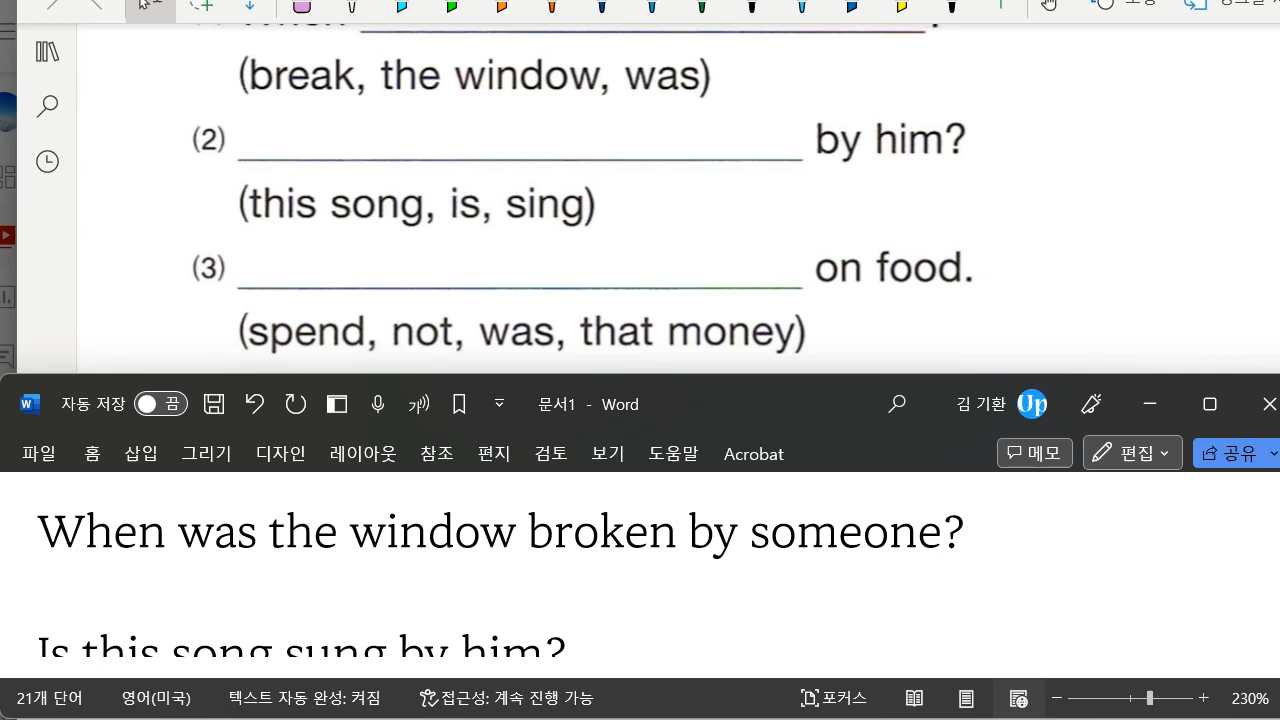 (break, the window, was)
(2) by him?
(this song, is, sing)
(3) on food.
(spend, not, was, that money)
자동 저장 끔 가 문서1 - Word 김 기환 Up
파일 홈 삽입 그리기 디자인 레이아웃 참조 편지 검토 보기 도움말 Acrobat 메모 편집 공유
When was the window broken by someone?
Is this song sung by him?
21개 단어 영어(미국) 텍스트 자동 완성: 켜짐 접근성: 계속 진행 가능 포커스 230%